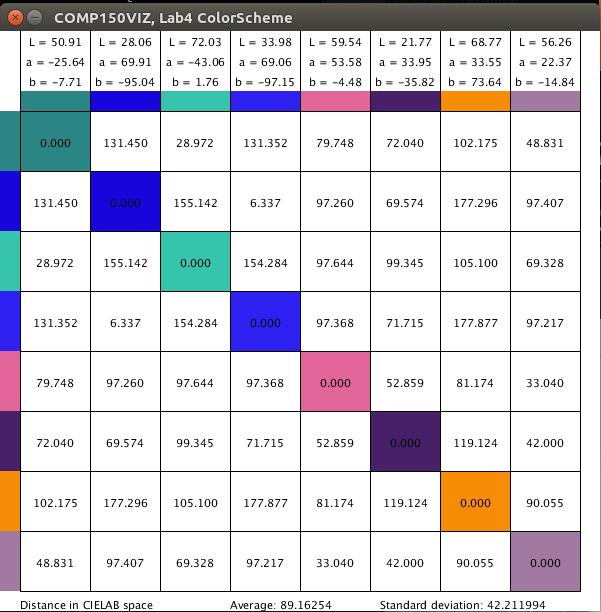 COMP150VIZ, Lab4 ColorScheme
L = 50.91 L = 28.06 L = 72.03 L = 33.98 L = 59.54 L = 21.77 L = 68.77 L = 56.26
a = −25.64 a = 69.91 a = −43.06 a = 69.06 a = 53.58 a = 33.95 a = 33.55 a = 22.37
b = −7.71 b = −95.04 b = 1.76 b = −97.15 b = −4.48 b = −35.82 b = 73.64 b = −14.84
0.000 131.450 28.972 131.352 79.748 72.040 102.175 48.831
131.450 0.000 155.142 6.337 97.260 69.574 177.296 97.407
28.972 155.142 0.000 154.284 97.644 99.345 105.100 69.328
131.352 6.337 154.284 0.000 97.368 71.715 177.877 97.217
79.748 97.260 97.644 97.368 0.000 52.859 81.174 33.040
72.040 69.574 99.345 71.715 52.859 0.000 119.124 42.000
102.175 177.296 105.100 177.877 81.174 119.124 0.000 90.055
48.831 97.407 69.328 97.217 33.040 42.000 90.055 0.000
Distance in CIELAB space Average: 89.16254 Standard deviation: 42.211994